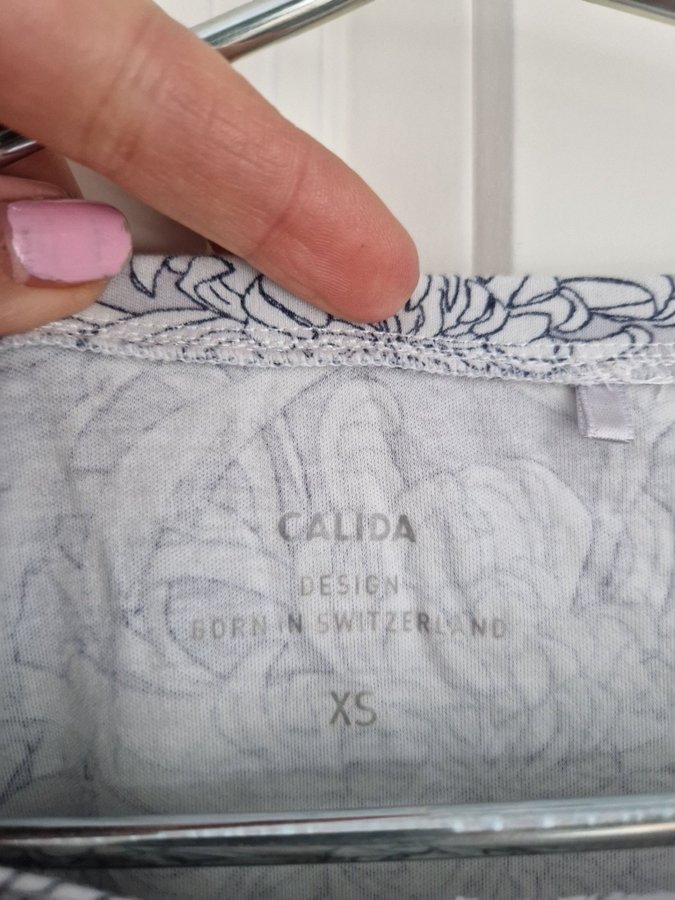 CALIDA
DESIGN
BORN IN SWITZERLAND
XS